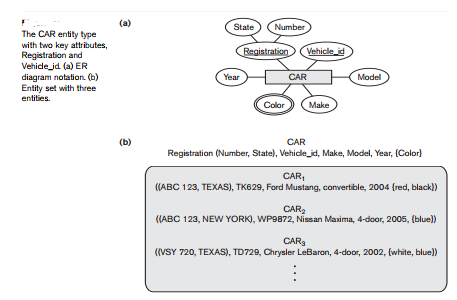 The CAR entity type
with two key attributes,
Registration and
Vehicle_id. (a) ER
diagram notation. (b)
Entity set with three
entities.
(a)
State
Number
Registration
Vehicle_id
Year
CAR
Model
Color
Make
(b)
CAR
Registration (Number, State), Vehicle_id, Make, Model, Year, {Color}
CAR₁
((ABC 123, TEXAS), TK629, Ford Mustang, convertible, 2004 {red, black})
CAR₂
((ABC 123, NEW YORK), WP9872, Nissan Maxima, 4-door, 2005, {blue})
CAR₃
((VSY 720, TEXAS), TD729, Chrysler LeBaron, 4-door, 2002, {white, blue})